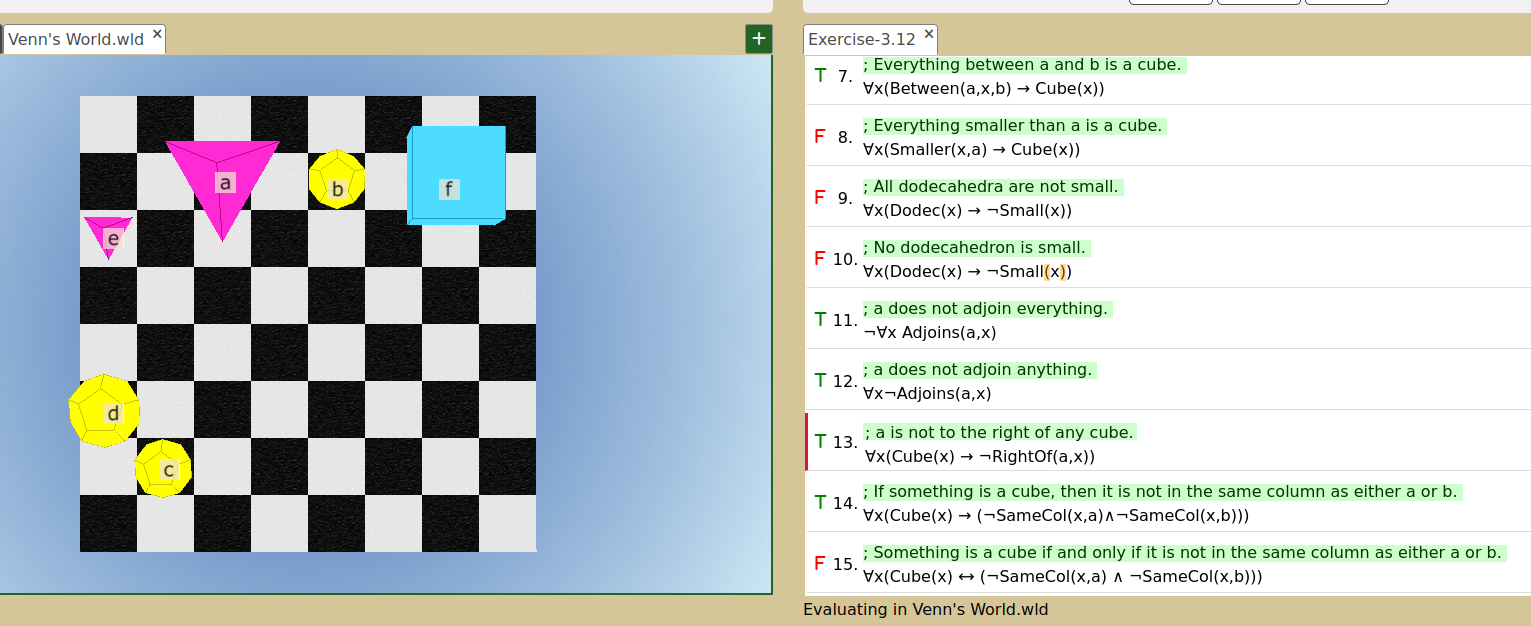 Venn's World.wld ×
+
a
b
f
e
d
c
Exercise-3.12 ×
T 7. ; Everything between a and b is a cube.
∀x(Between(a,x,b) → Cube(x))
F 8. ; Everything smaller than a is a cube.
∀x(Smaller(x,a) → Cube(x))
F 9. ; All dodecahedra are not small.
∀x(Dodec(x) → ¬Small(x))
F 10. ; No dodecahedron is small.
∀x(Dodec(x) → ¬Small(x))
T 11. ; a does not adjoin everything.
¬∀x Adjoins(a,x)
T 12. ; a does not adjoin anything.
∀x¬Adjoins(a,x)
T 13. ; a is not to the right of any cube.
∀x(Cube(x) → ¬RightOf(a,x))
T 14. ; If something is a cube, then it is not in the same column as either a or b.
∀x(Cube(x) → (¬SameCol(x,a)∧¬SameCol(x,b)))
F 15. ; Something is a cube if and only if it is not in the same column as either a or b.
∀x(Cube(x) ↔ (¬SameCol(x,a) ∧ ¬SameCol(x,b)))
Evaluating in Venn's World.wld